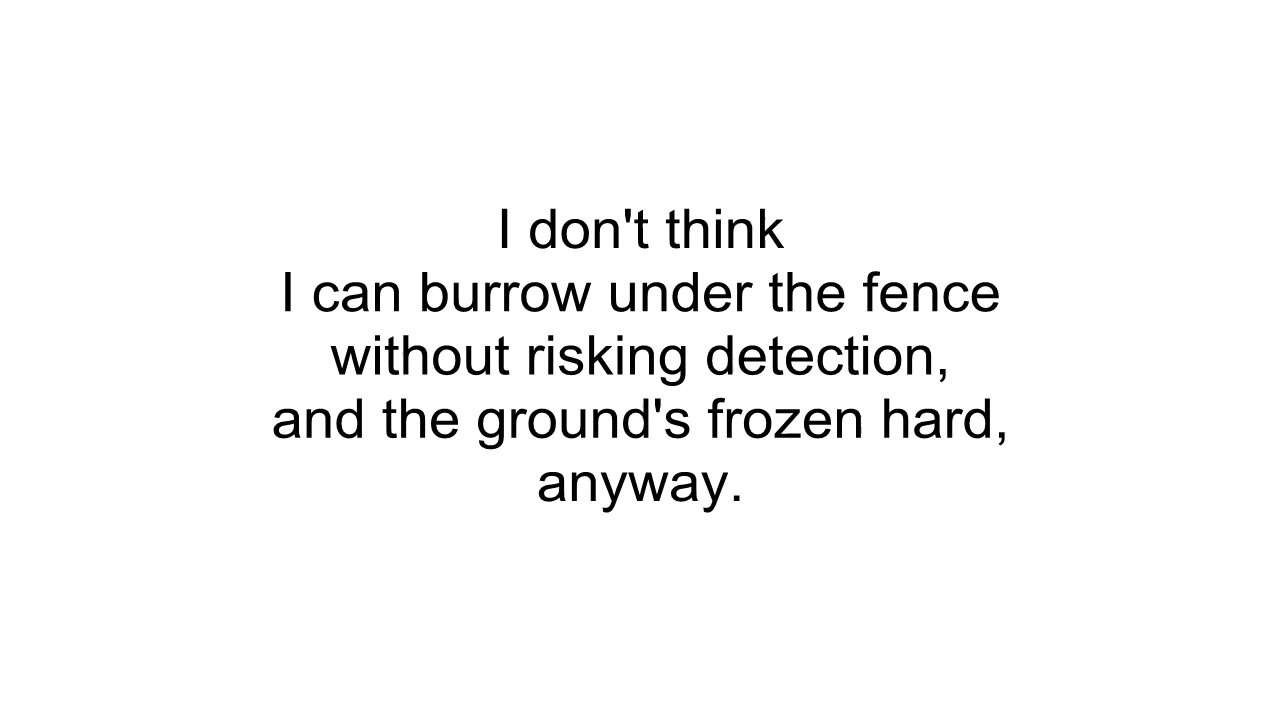 I don't think
I can burrow under the fence
without risking detection,
and the ground's frozen hard,
anyway.